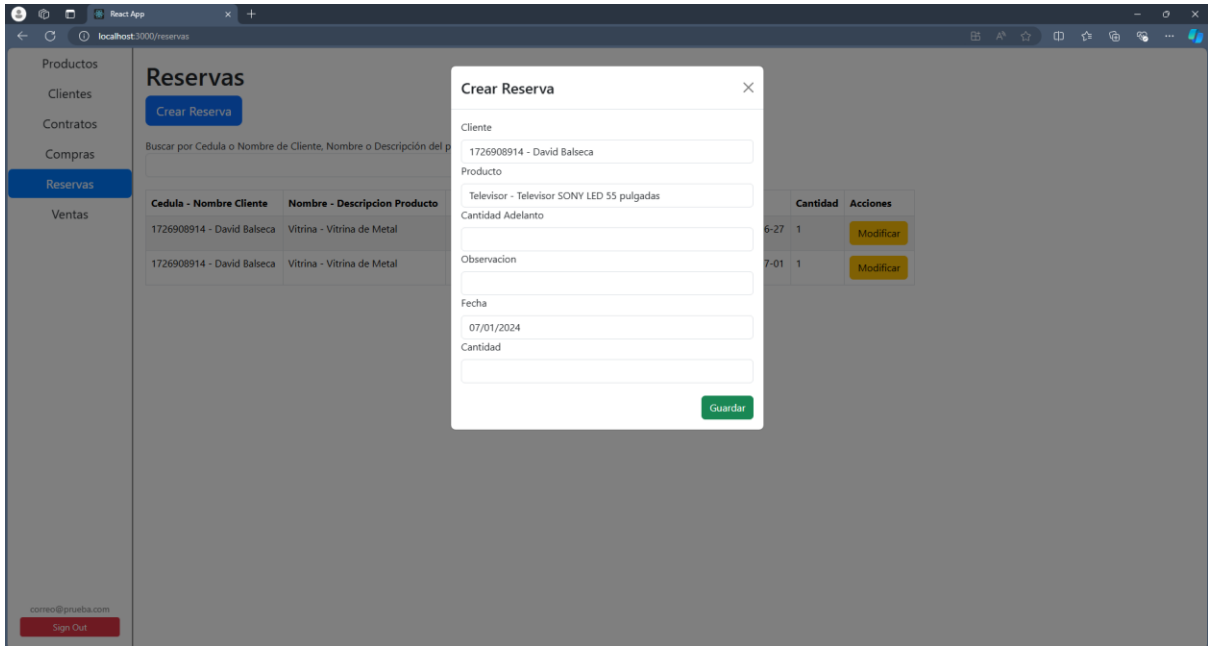 React App
localhost:3000/reservas
Productos
Clientes
Contratos
Compras
Reservas
Ventas
correo@prueba.com
Sign Out
Reservas
Crear Reserva
Buscar por Cedula o Nombre de Cliente, Nombre o Descripción del p
Cedula - Nombre Cliente Nombre - Descripcion Producto Cantidad Acciones
1726908914 - David Balseca Vitrina - Vitrina de Metal 6-27 1 Modificar
1726908914 - David Balseca Vitrina - Vitrina de Metal 7-01 1 Modificar
Crear Reserva
Cliente
1726908914 - David Balseca
Producto
Televisor - Televisor SONY LED 55 pulgadas
Cantidad Adelanto
Observacion
Fecha
07/01/2024
Cantidad
Guardar